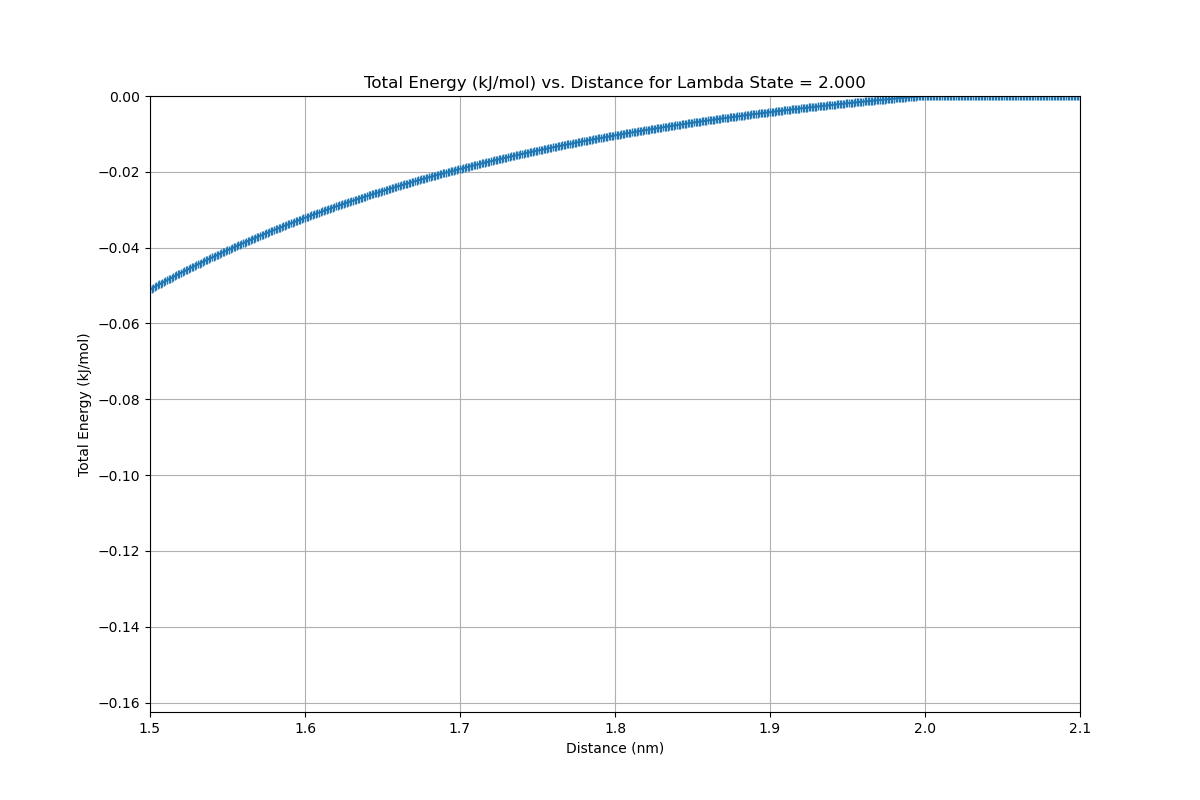 Total Energy (kJ/mol) vs. Distance for Lambda State = 2.000
0.00
−0.02
−0.04
−0.06
−0.08
−0.10
−0.12
−0.14
−0.16
Total Energy (kJ/mol)
1.5 1.6 1.7 1.8 1.9 2.0 2.1
Distance (nm)